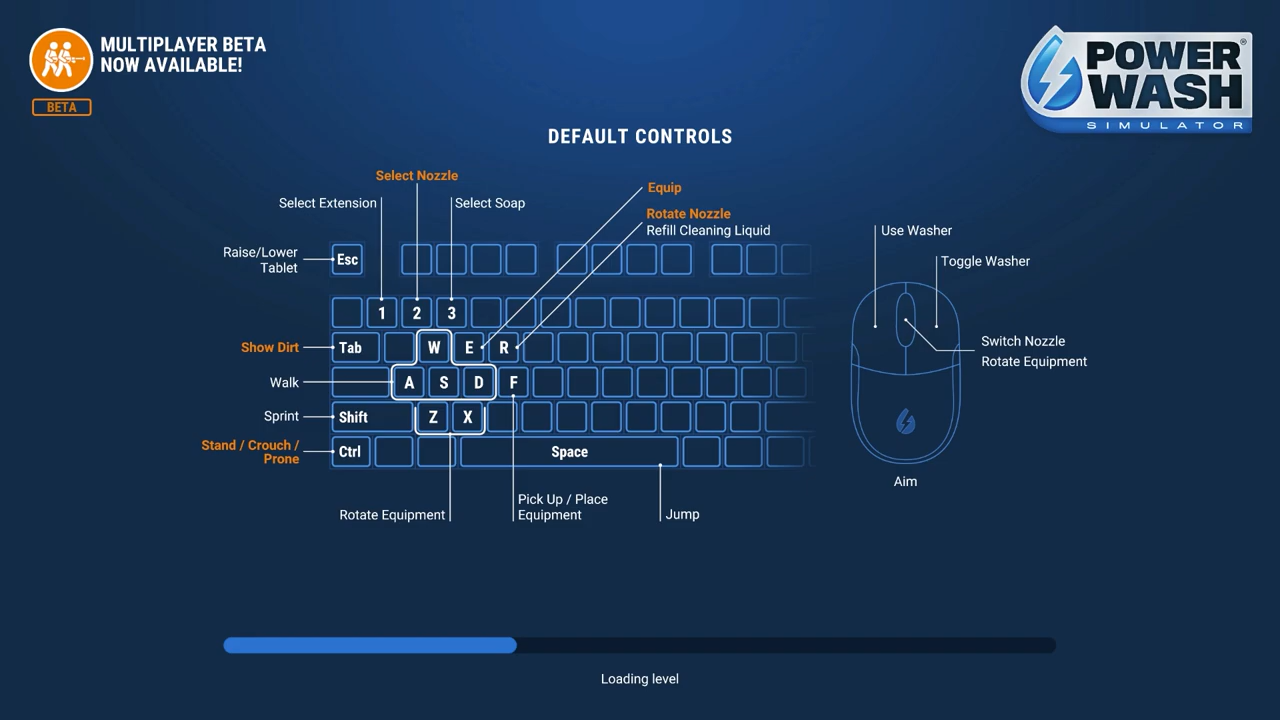 MULTIPLAYER BETA
NOW AVAILABLE!
BETA
POWER
WASH®
SIMULATOR
DEFAULT CONTROLS
Select Nozzle
Equip
Select Extension
Select Soap
Rotate Nozzle
Refill Cleaning Liquid
Use Washer
Raise/Lower
Tablet
Esc
Toggle Washer
1 2 3
Show Dirt
Tab W E R
Switch Nozzle
Rotate Equipment
Walk
A S D F
Sprint
Shift Z X
Stand / Crouch /
Prone
Ctrl Space
Aim
Rotate Equipment
Pick Up / Place
Equipment
Jump
Loading level